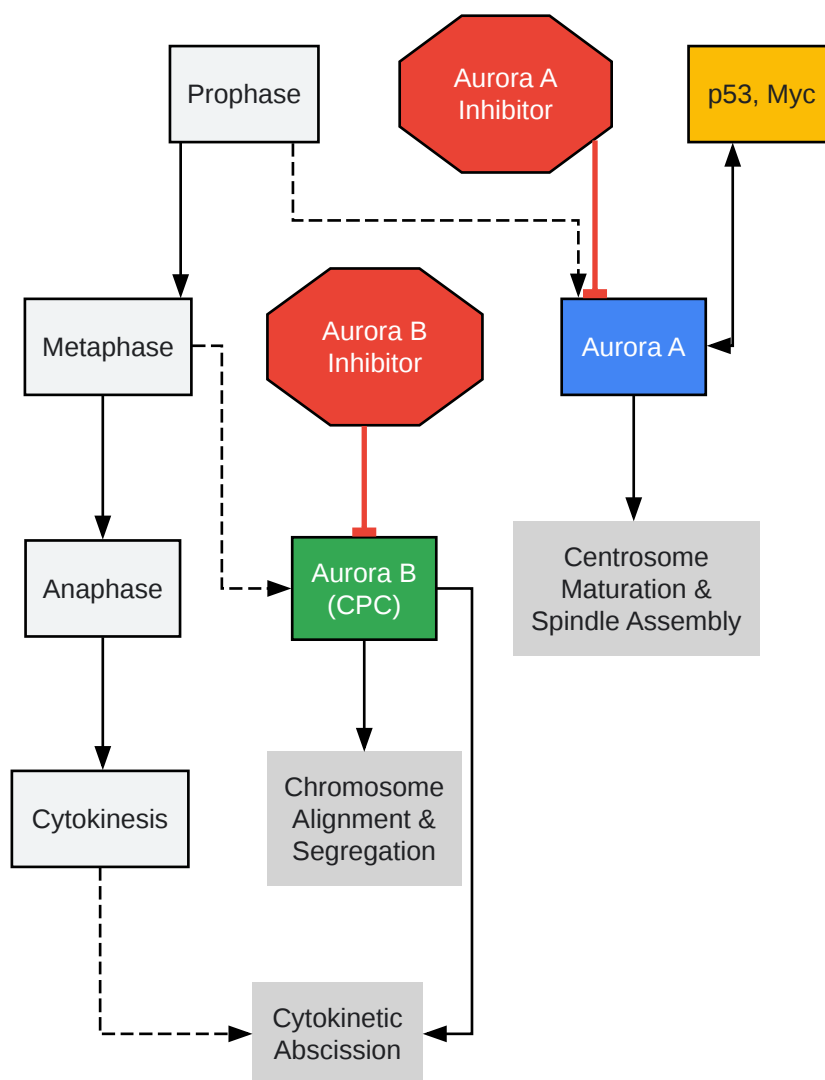 Prophase
Aurora A
Inhibitor
p53, Myc
Metaphase
Aurora B
Inhibitor
Aurora A
Anaphase
Aurora B
(CPC)
Centrosome
Maturation &
Spindle Assembly
Cytokinesis
Chromosome
Alignment &
Segregation
Cytokinetic
Abscission